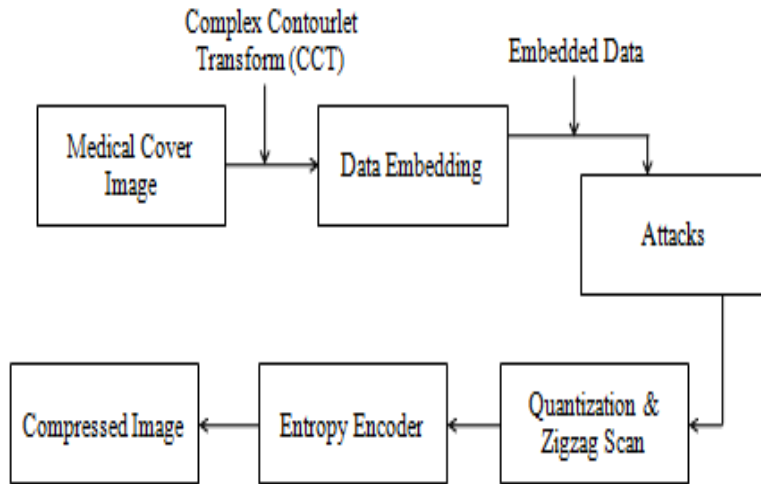 Complex Contourlet
Transform (CCT)
Embedded Data
Medical Cover
Image
Data Embedding
Attacks
Compressed Image
Entropy Encoder
Quantization &
Zigzag Scan